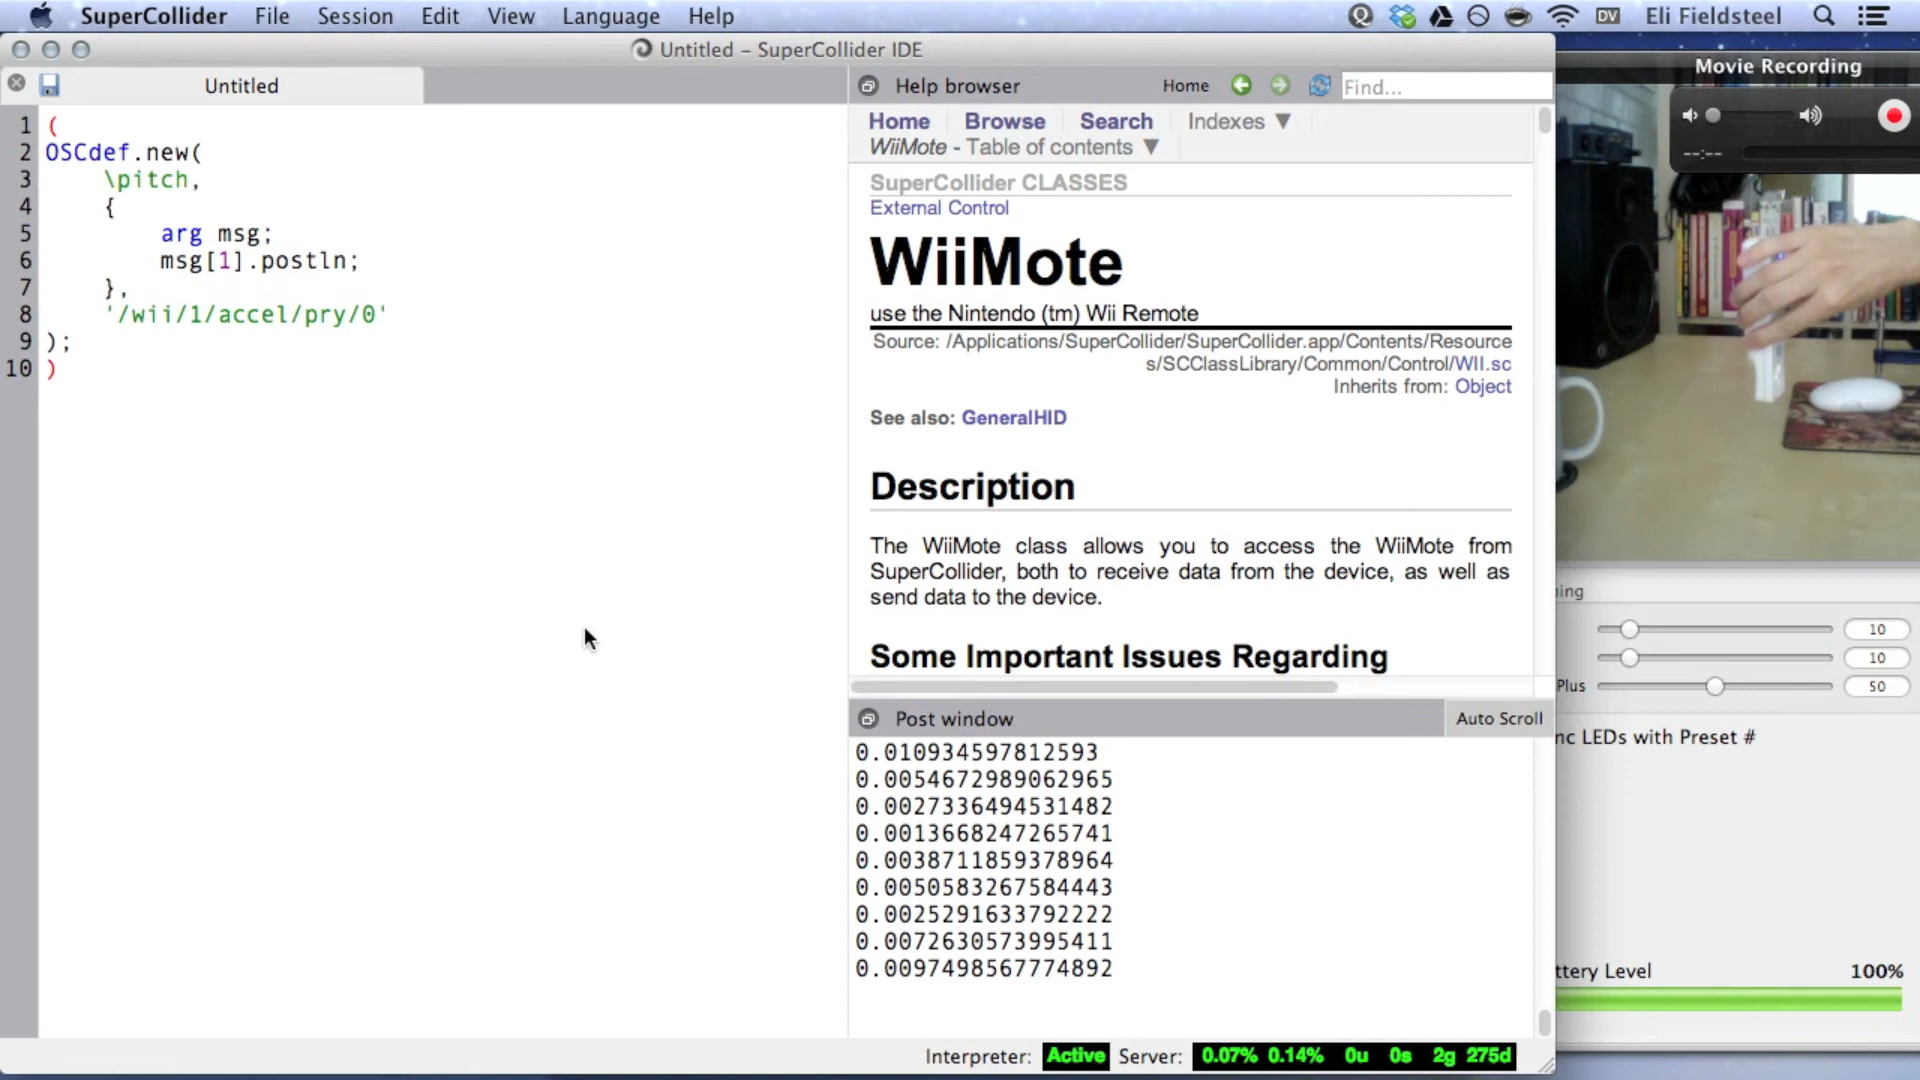 SuperCollider File Session Edit View Language Help
DV Eli Fieldsteel
Untitled – SuperCollider IDE
Movie Recording
Untitled
Help browser Home Find...
--:--
1 (
2 OSCdef.new(
3 \pitch,
4 {
5 arg msg;
6 msg[1].postln;
7 },
8 '/wii/1/accel/pry/0'
9 );
10 )
Home Browse Search Indexes ▼
WiiMote - Table of contents ▼
SuperCollider CLASSES
External Control
WiiMote
use the Nintendo (tm) Wii Remote
Source: /Applications/SuperCollider/SuperCollider.app/Contents/Resource
s/SCClassLibrary/Common/Control/WII.sc
Inherits from: Object
See also: GeneralHID
Description
The WiiMote class allows you to access the WiiMote from
SuperCollider, both to receive data from the device, as well as
send data to the device.
Some Important Issues Regarding
Post window Auto Scroll
0.010934597812593
0.0054672989062965
0.0027336494531482
0.0013668247265741
0.0038711859378964
0.0050583267584443
0.0025291633792222
0.0072630573995411
0.0097498567774892
Interpreter: Active Server: 0.07% 0.14% 0u 0s 2g 275d
ning
10
10
Plus 50
nc LEDs with Preset #
ttery Level 100%